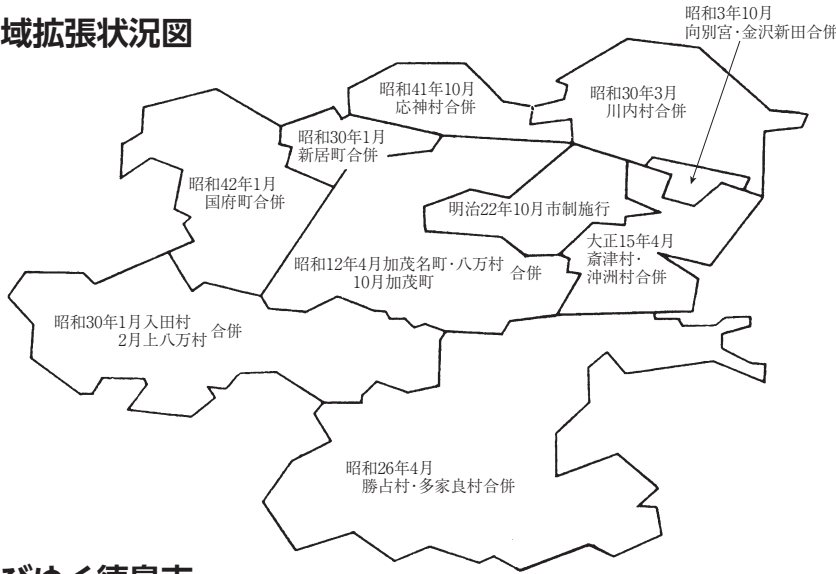 域拡張状況図
昭和3年10月
向別宮・金沢新田合併
昭和41年10月
応神村合併
昭和30年3月
川内村合併
昭和30年1月
新居町合併
昭和42年1月
国府町合併
明治22年10月市制施行
大正15年4月
斎津村・
沖洲村合併
昭和12年4月加茂名町・八万村
10月加茂町
合併
昭和30年1月入田村
2月上八万村
合併
昭和26年4月
勝占村・多家良村合併